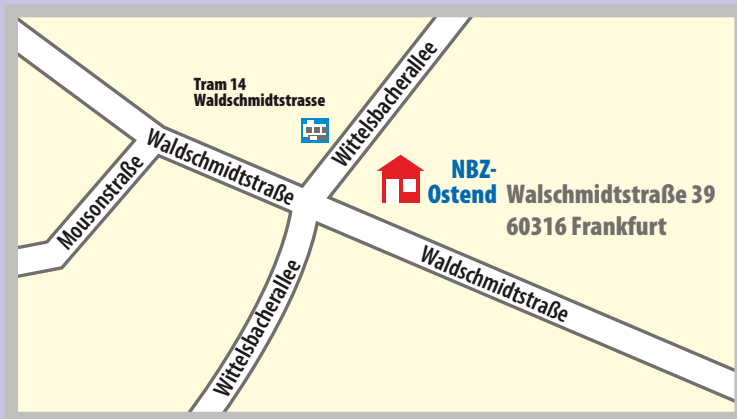 Tram 14
Waldschmidtstrasse
Wittelsbacherallee
Waldschmidtstraße
Mousonstraße
NBZ-
Ostend
Walschmidtstraße 39
60316 Frankfurt
Waldschmidtstraße
Wittelsbacherallee